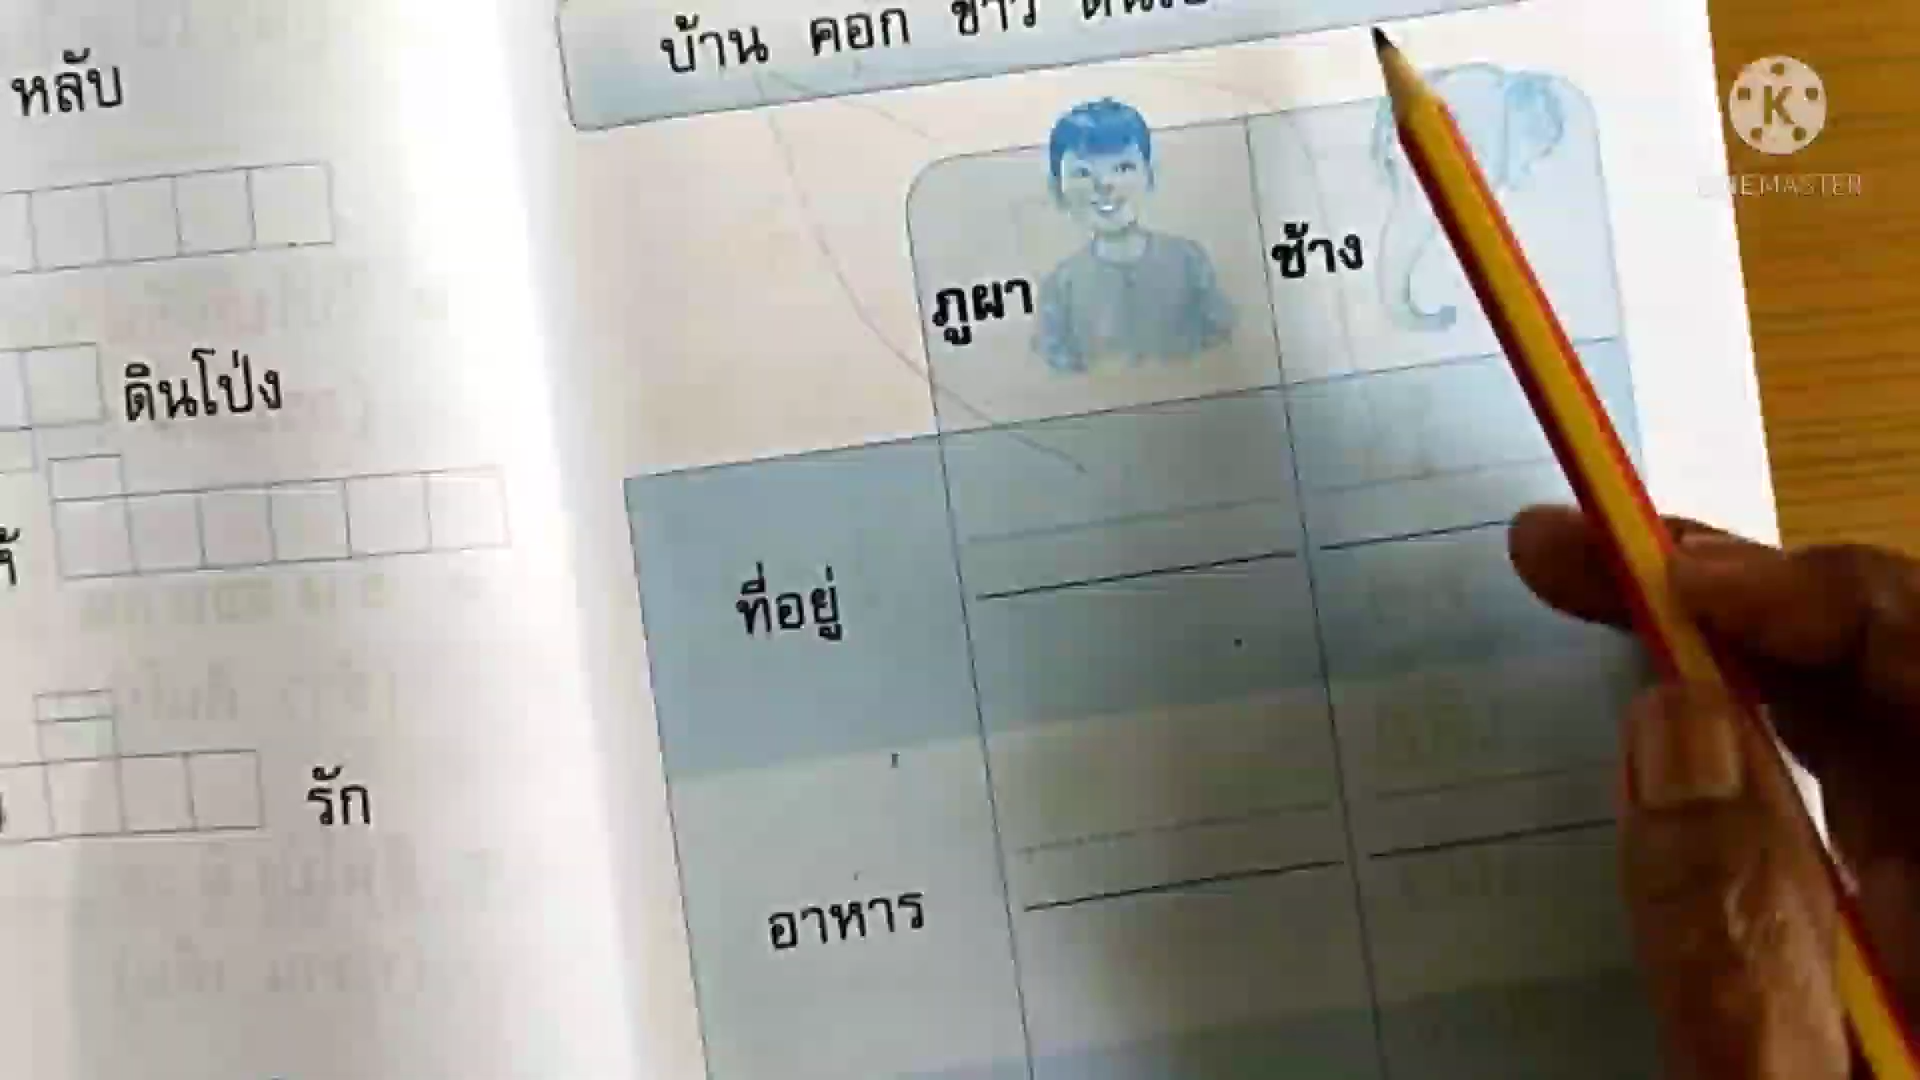 หลับ
ดินโป่ง
รัก
บ้าน คอก ข้าว
ภูผา
ช้าง
ที่อยู่
อาหาร
K
KINEMASTER